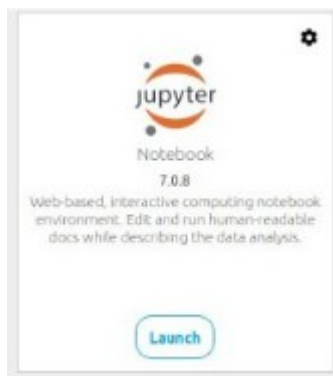 jupyter
Notebook
7.0.8
Web-based, interactive computing notebook
environment. Edit and run human-readable
docs while describing the data analysis.
Launch